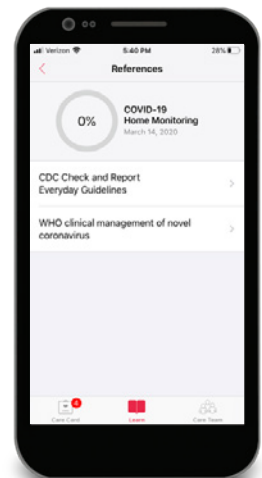 Verizon 5:40 PM 28%
References
0%
COVID-19
Home Monitoring
March 14, 2020
CDC Check and Report
Everyday Guidelines
WHO clinical management of novel
coronavirus
4
Care Card Learn Care Team